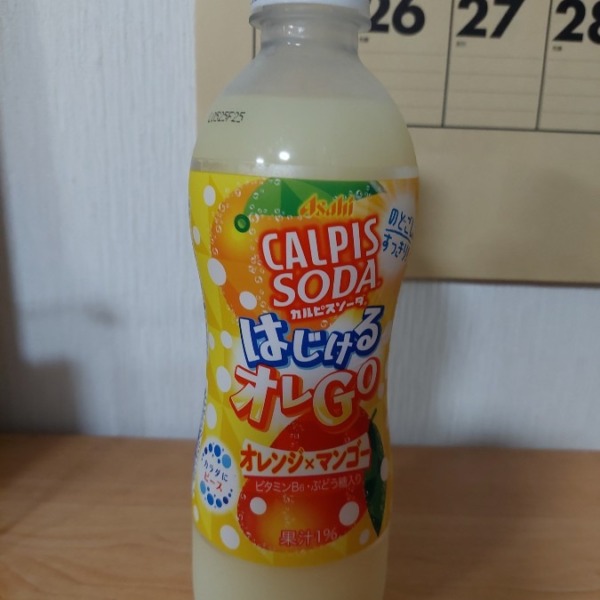 26 27 28
Asahi
CALPIS
SODA
カルピスソーダ
のどごし
すっきり
はじける
オレGO
オレンジ×マンゴー
ビタミンB6・ぶどう糖入り
カラダに
ピース
果汁1%